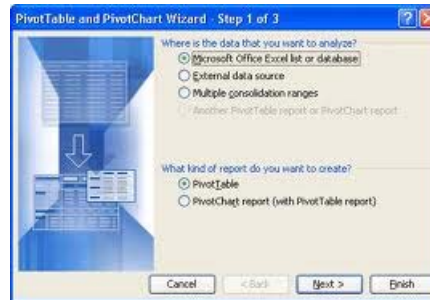 PivotTable and PivotChart Wizard - Step 1 of 3
Where is the data that you want to analyze?
Microsoft Office Excel list or database
External data source
Multiple consolidation ranges
Another PivotTable report or PivotChart report
What kind of report do you want to create?
PivotTable
PivotChart report (with PivotTable report)
Cancel
< Back
Next >
Finish